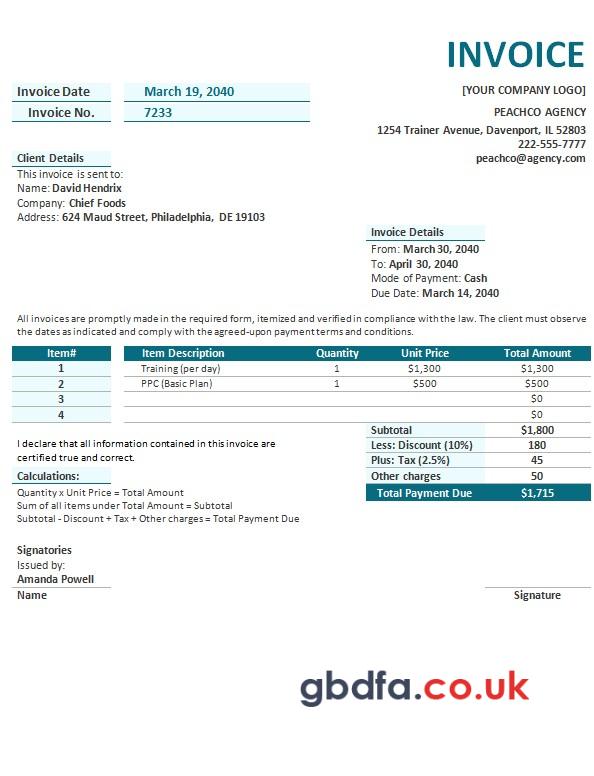 INVOICE
Invoice Date March 19, 2040
[YOUR COMPANY LOGO]
Invoice No. 7233
PEACHCO AGENCY
1254 Trainer Avenue, Davenport, IL 52803
222-555-7777
peachco@agency.com
Client Details
This invoice is sent to:
Name: David Hendrix
Company: Chief Foods
Address: 624 Maud Street, Philadelphia, DE 19103
Invoice Details
From: March 30, 2040
To: April 30, 2040
Mode of Payment: Cash
Due Date: March 14, 2040
All invoices are promptly made in the required form, itemized and verified in compliance with the law. The client must observe
the dates as indicated and comply with the agreed-upon payment terms and conditions.
Item# Item Description Quantity Unit Price Total Amount
1 Training (per day) 1 $1,300 $1,300
2 PPC (Basic Plan) 1 $500 $500
3 $0
4 $0
Subtotal $1,800
Less: Discount (10%) 180
Plus: Tax (2.5%) 45
Other charges 50
Total Payment Due $1,715
I declare that all information contained in this invoice are
certified true and correct.
Calculations:
Quantity x Unit Price = Total Amount
Sum of all items under Total Amount = Subtotal
Subtotal - Discount + Tax + Other charges = Total Payment Due
Signatories
Issued by:
Amanda Powell
Name Signature
gbdfa.co.uk